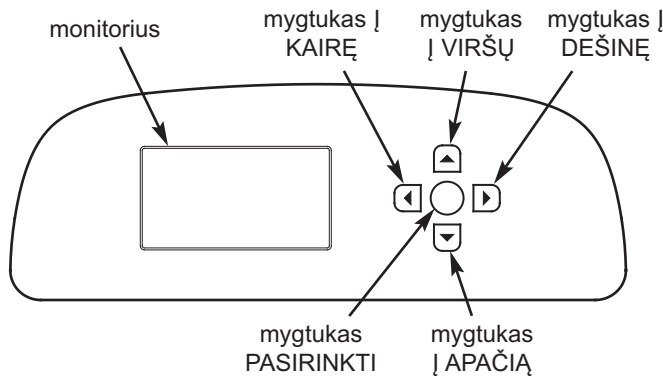 monitorius
mygtukas Į
KAIRĘ
mygtukas
Į VIRŠŲ
mygtukas Į
DEŠINĘ
mygtukas
PASIRINKTI
mygtukas
Į APAČIĄ